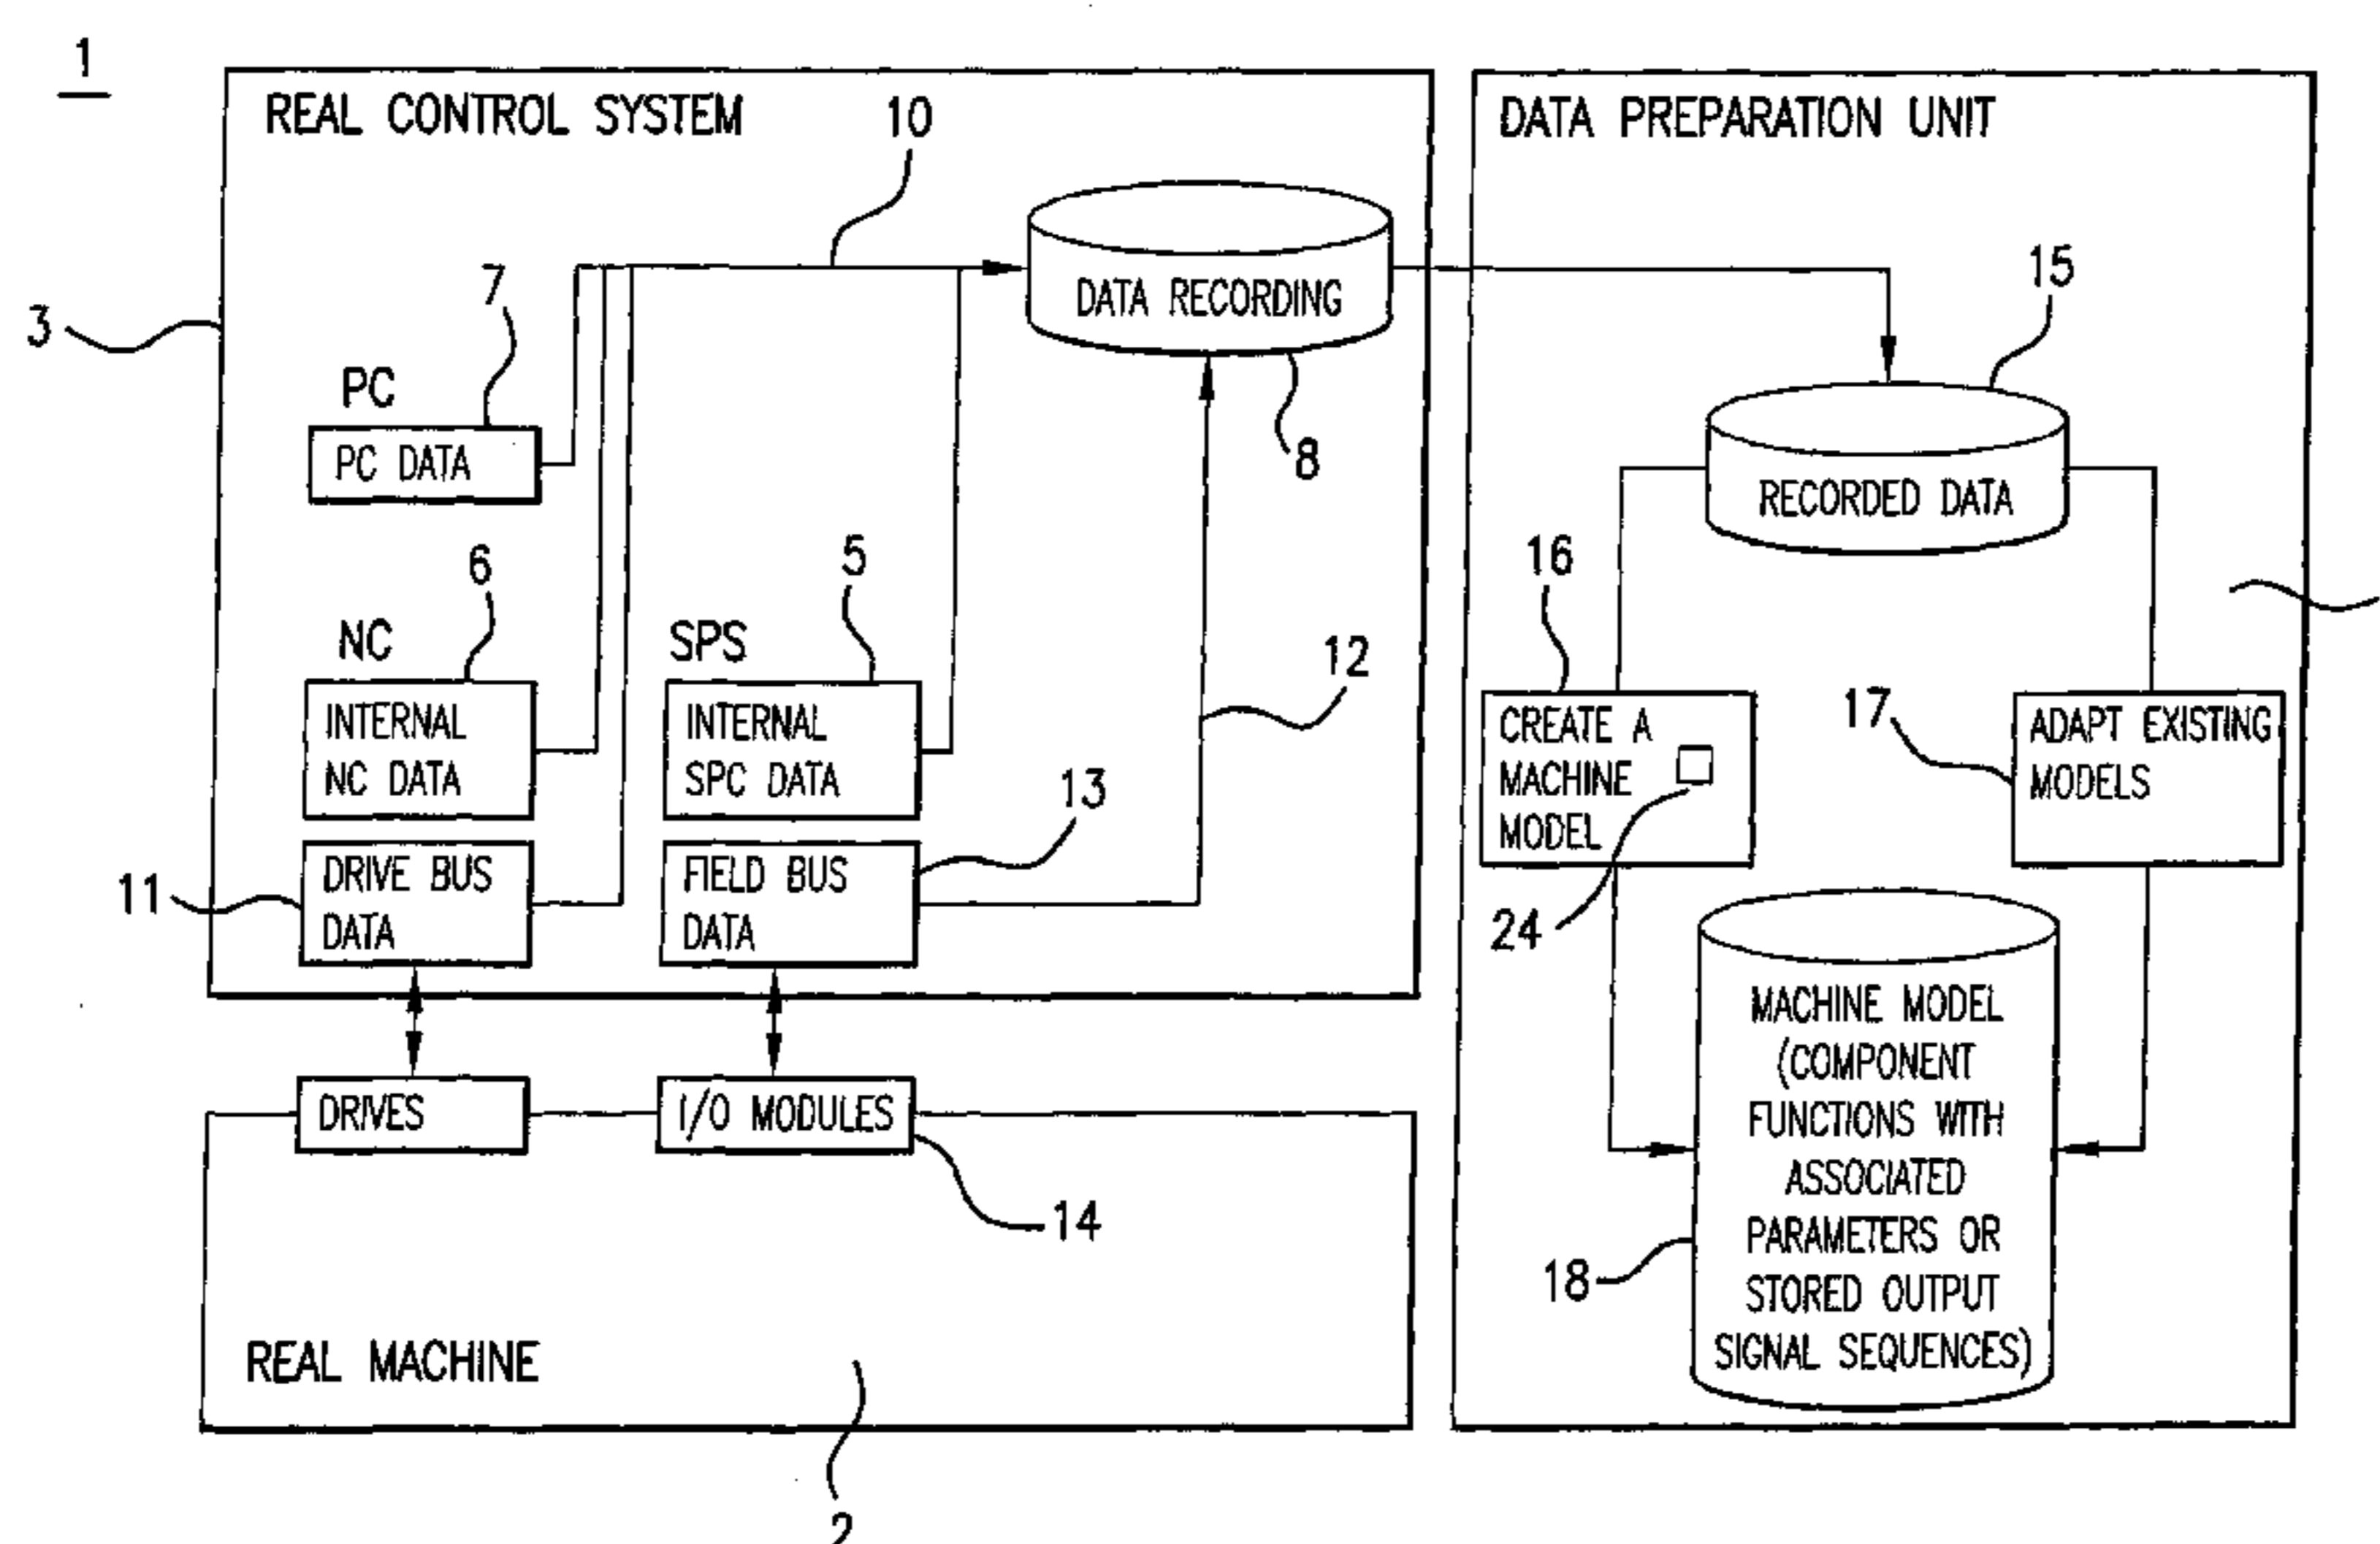 1
REAL CONTROL SYSTEM
10
DATA PREPARATION UNIT
DATA RECORDING
8
7
3
PC
PC DATA
15
RECORDED DATA
6
5
NC
SPS
INTERNAL
NC DATA
INTERNAL
SPC DATA
12
13
16
CREATE A
MACHINE
MODEL
24
17
ADAPT EXISTING
MODELS
11
DRIVE BUS
DATA
FIELD BUS
DATA
DRIVES
I/O MODULES
14
MACHINE MODEL
(COMPONENT
FUNCTIONS WITH
ASSOCIATED
PARAMETERS OR
STORED OUTPUT
SIGNAL SEQUENCES)
18
REAL MACHINE
2